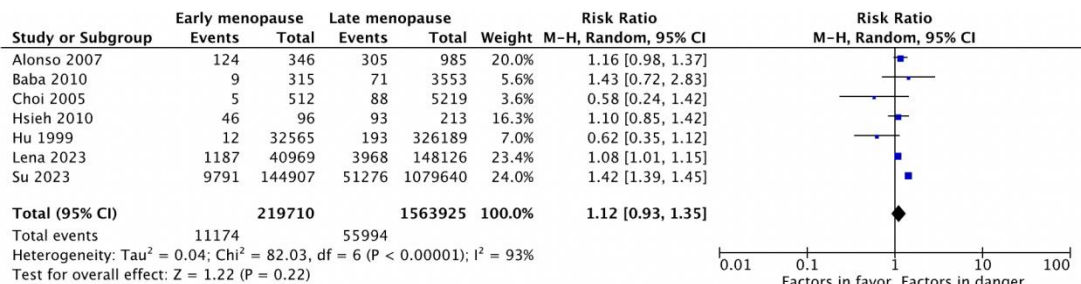 Early menopause Late menopause Risk Ratio Risk Ratio
Study or Subgroup Events Total Events Total Weight M-H, Random, 95% CI M-H, Random, 95% CI
Alonso 2007 124 346 305 985 20.0% 1.16 [0.98, 1.37]
Baba 2010 9 315 71 3553 5.6% 1.43 [0.72, 2.83]
Choi 2005 5 512 88 5219 3.6% 0.58 [0.24, 1.42]
Hsieh 2010 46 96 93 213 16.3% 1.10 [0.85, 1.42]
Hu 1999 12 32565 193 326189 7.0% 0.62 [0.35, 1.12]
Lena 2023 1187 40969 3968 148126 23.4% 1.08 [1.01, 1.15]
Su 2023 9791 144907 51276 1079640 24.0% 1.42 [1.39, 1.45]
Total (95% CI) 219710 1563925 100.0% 1.12 [0.93, 1.35]
Total events 11174 55994
Heterogeneity: Tau² = 0.04; Chi² = 82.03, df = 6 (P < 0.00001); I² = 93%
Test for overall effect: Z = 1.22 (P = 0.22)
0.01 0.1 1 10 100
Factors in favor Factors in danger